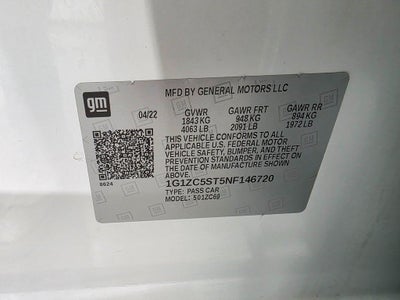 gm
MFD BY GENERAL MOTORS LLC
04/22 GVWR GAWR FRT GAWR RR
1843 KG 948 KG 894 KG
4063 LB 2091 LB 1972 LB
THIS VEHICLE CONFORMS TO ALL
APPLICABLE U.S. FEDERAL MOTOR
VEHICLE SAFETY, BUMPER, AND THEFT
PREVENTION STANDARDS IN EFFECT ON
THE DATE OF MANUFACTURE SHOWN
ABOVE.
1G1ZC5ST5NF146720
TYPE: PASS CAR
MODEL: 501ZC69
8624